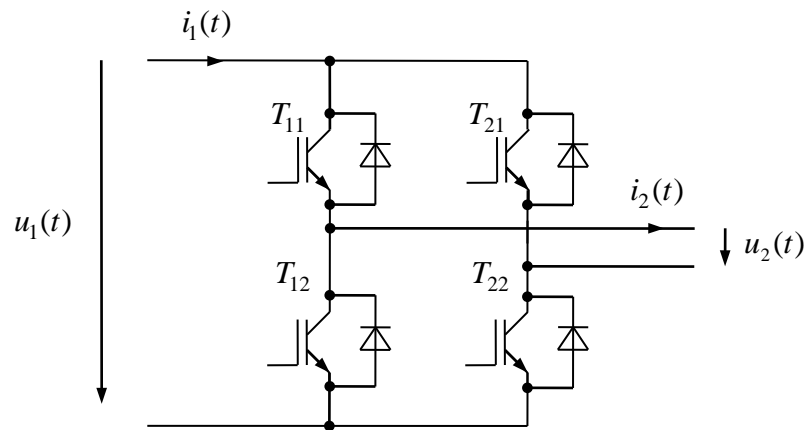 i₁(t)
T₁₁
T₂₁
u₁(t)
i₂(t)
u₂(t)
T₁₂
T₂₂